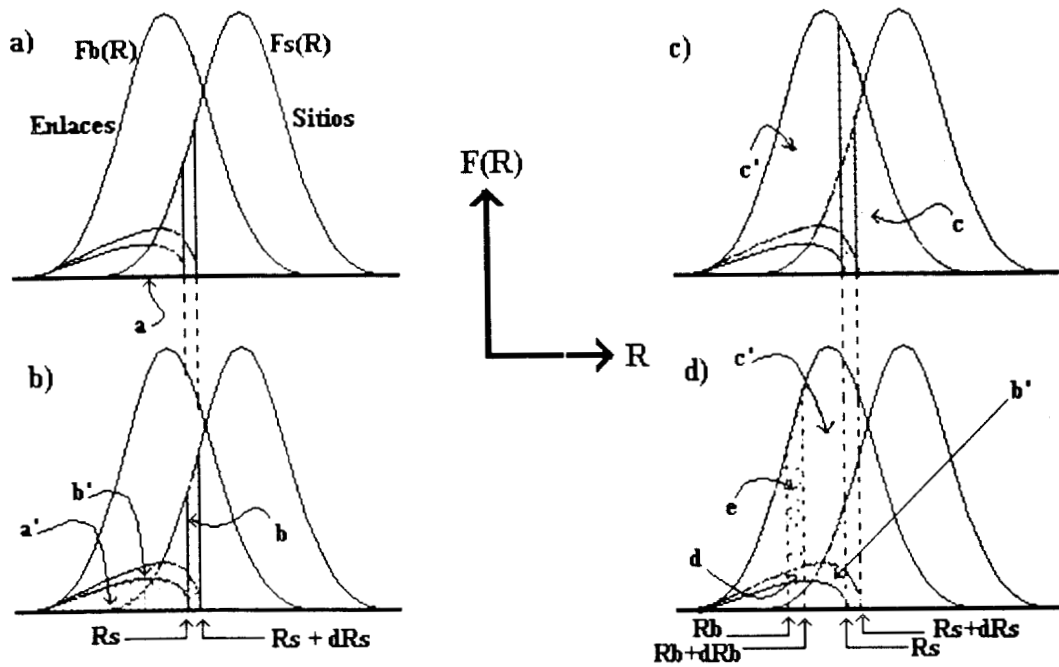 a)
Fb(R)
Fs(R)
Enlaces
Sitios
a
F(R)
R
c)
c'
c
b)
b'
a'
b
Rs
Rs + dRs
d)
c'
b'
e
d
Rb
Rb+dRb
Rs+dRs
Rs